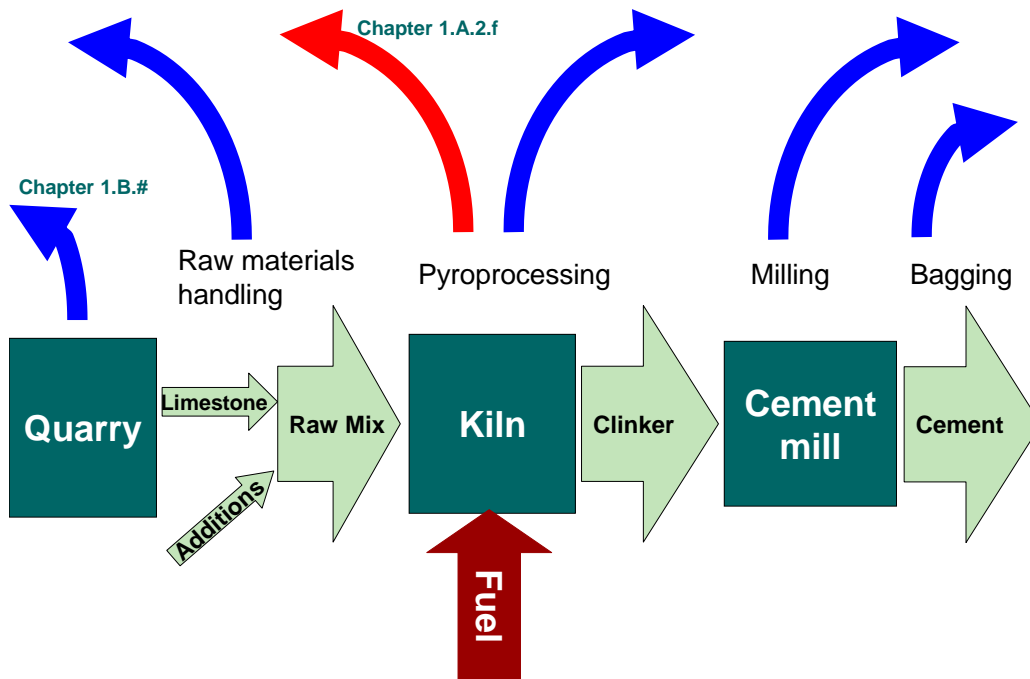 Chapter 1.A.2.f
Chapter 1.B.#
Raw materials
handling
Pyroprocessing
Milling
Bagging
Quarry
Limestone
Additions
Raw Mix
Kiln
Clinker
Cement
mill
Cement
Fuel